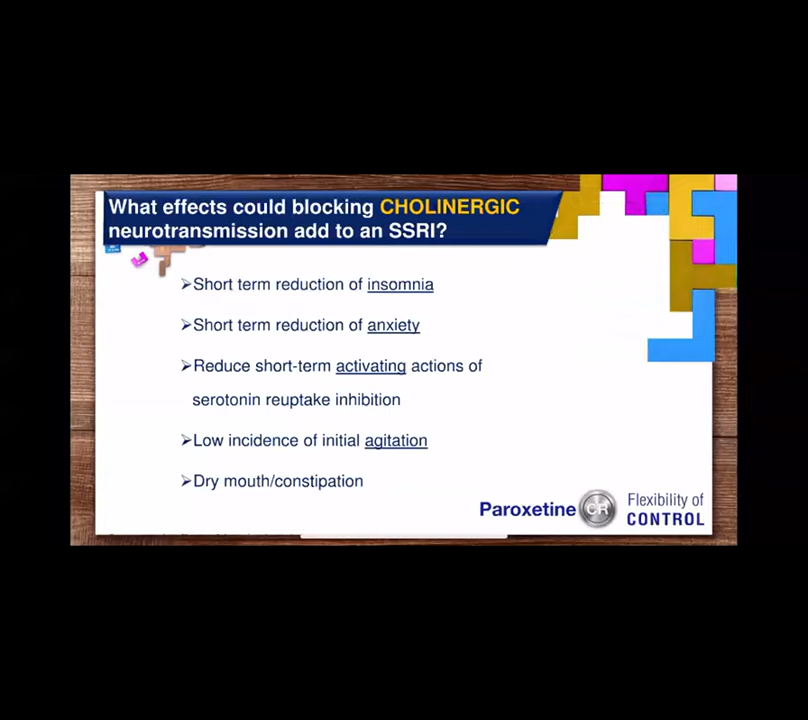 What effects could blocking CHOLINERGIC
neurotransmission add to an SSRI?
➢Short term reduction of insomnia
➢Short term reduction of anxiety
➢Reduce short-term activating actions of
serotonin reuptake inhibition
➢Low incidence of initial agitation
➢Dry mouth/constipation
Paroxetine CR Flexibility of
CONTROL